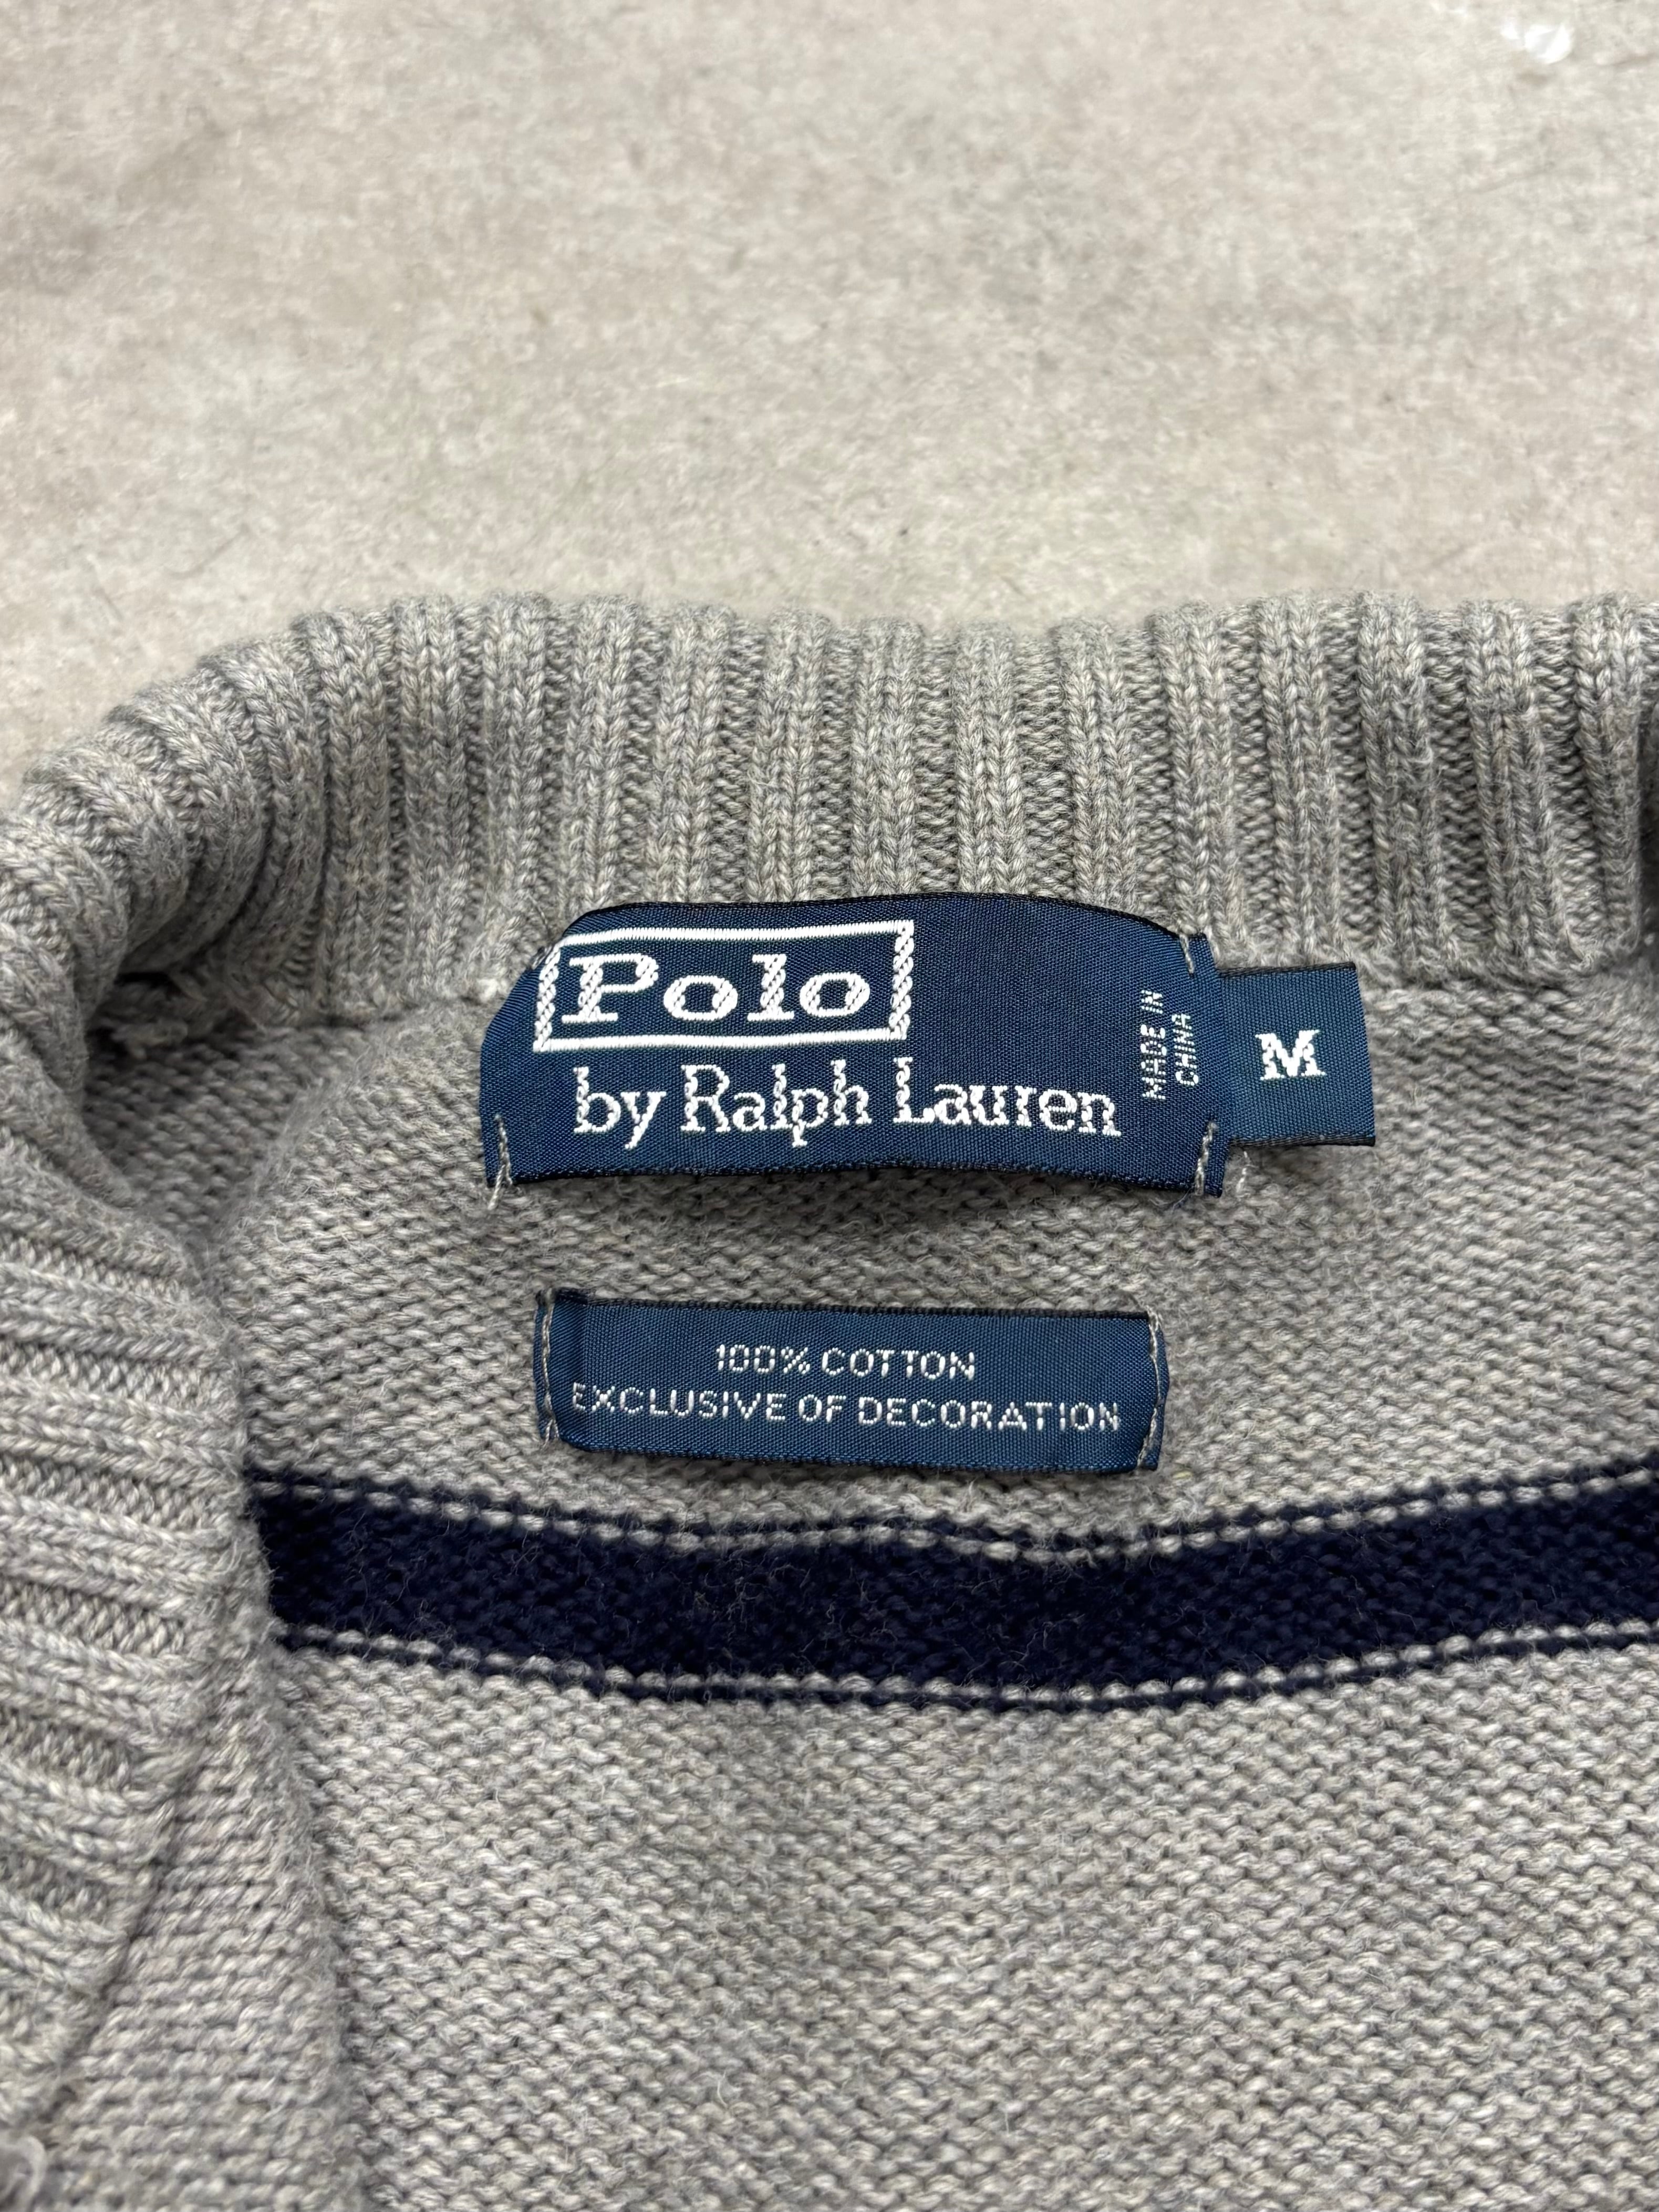 Polo
by Ralph Lauren
MADE IN
CHINA
M
100% COTTON
EXCLUSIVE OF DECORATION